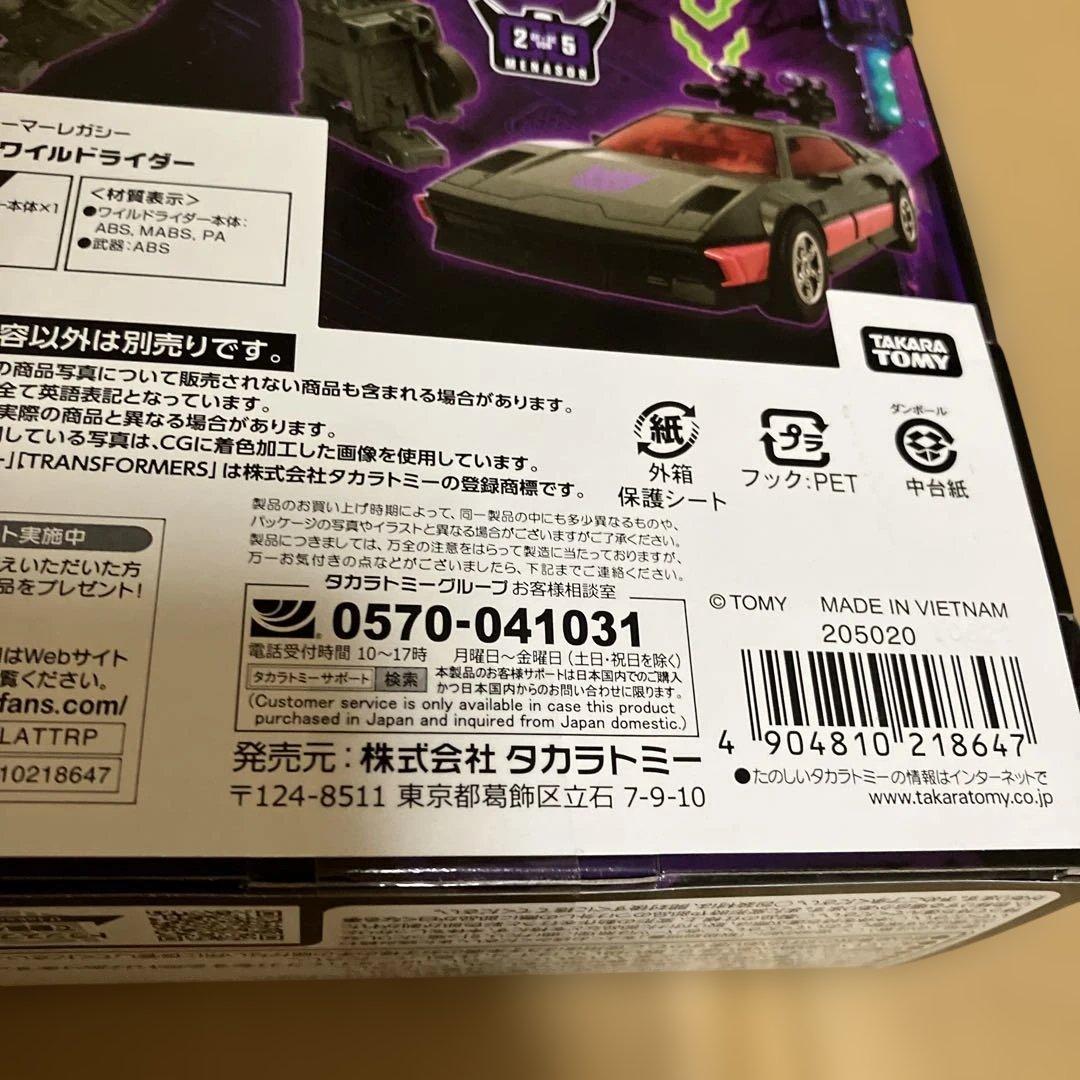 2 5
MENASOR
ーマーレガシー
ワイルドライダー
ー本体×1
<材質表示>
●ワイルドライダー本体:
ABS, MABS, PA
●武器:ABS
容以外は別売りです。
の商品写真について販売されない商品も含まれる場合があります。
全て英語表記となっています。
実際の商品と異なる場合があります。
している写真は、CGに着色加工した画像を使用しています。
ー」「TRANSFORMERS」は株式会社タカラトミーの登録商標です。
TAKARA
TOMY
紙
外箱
保護シート
プラ
フック:PET
ダンボール
中台紙
製品のお買い上げ時期によって、同一製品の中にも多少異なるものや、
パッケージの写真やイラストと異なる場合がございますがご了承ください。
製品につきましては、万全の注意をはらって製造に当たっておりますが、
万一お気付きの点などがございましたら、下記までご連絡ください。
タカラトミーグループお客様相談室
0570-041031
電話受付時間 10〜17時 月曜日〜金曜日(土日・祝日を除く)
タカラトミーサポート 検索
本製品のお客様サポートは日本国内でのご購入
かつ日本国内からのお問い合わせに限ります。
(Customer service is only available in case this product
purchased in Japan and inquired from Japan domestic.)
発売元:株式会社 タカラトミー
〒124-8511 東京都葛飾区立石 7-9-10
ト実施中
えいただいた方
品をプレゼント!
はWebサイト
覧ください。
fans.com/
LATTRP
10218647
© TOMY MADE IN VIETNAM
205020
4 904810 218647
●たのしいタカラトミーの情報はインターネットで
www.takaratomy.co.jp